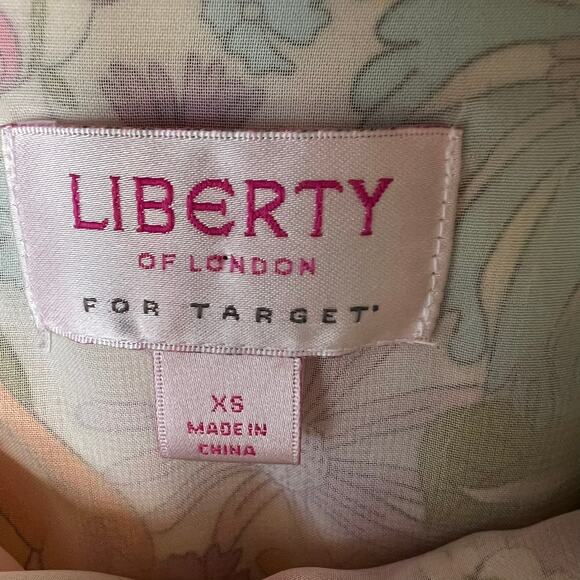 LIBERTY
OF LONDON
FOR TARGET
XS
MADE IN
CHINA